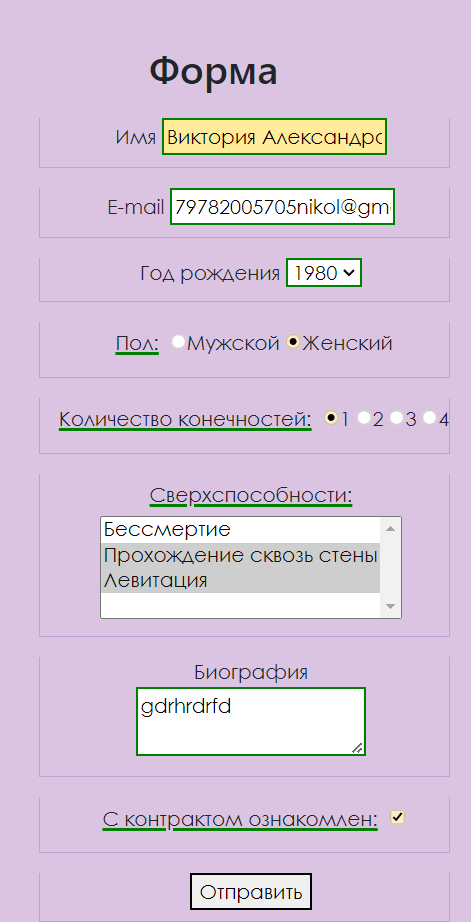 Форма
Имя Виктория Александро
E-mail 79782005705nikol@gm
Год рождения 1980
Пол: Мужской Женский
Количество конечностей: 1 2 3 4
Сверхспособности:
Бессмертие
Прохождение сквозь стены
Левитация
Биография
gdrhrdrfd
С контрактом ознакомлен:
Отправить